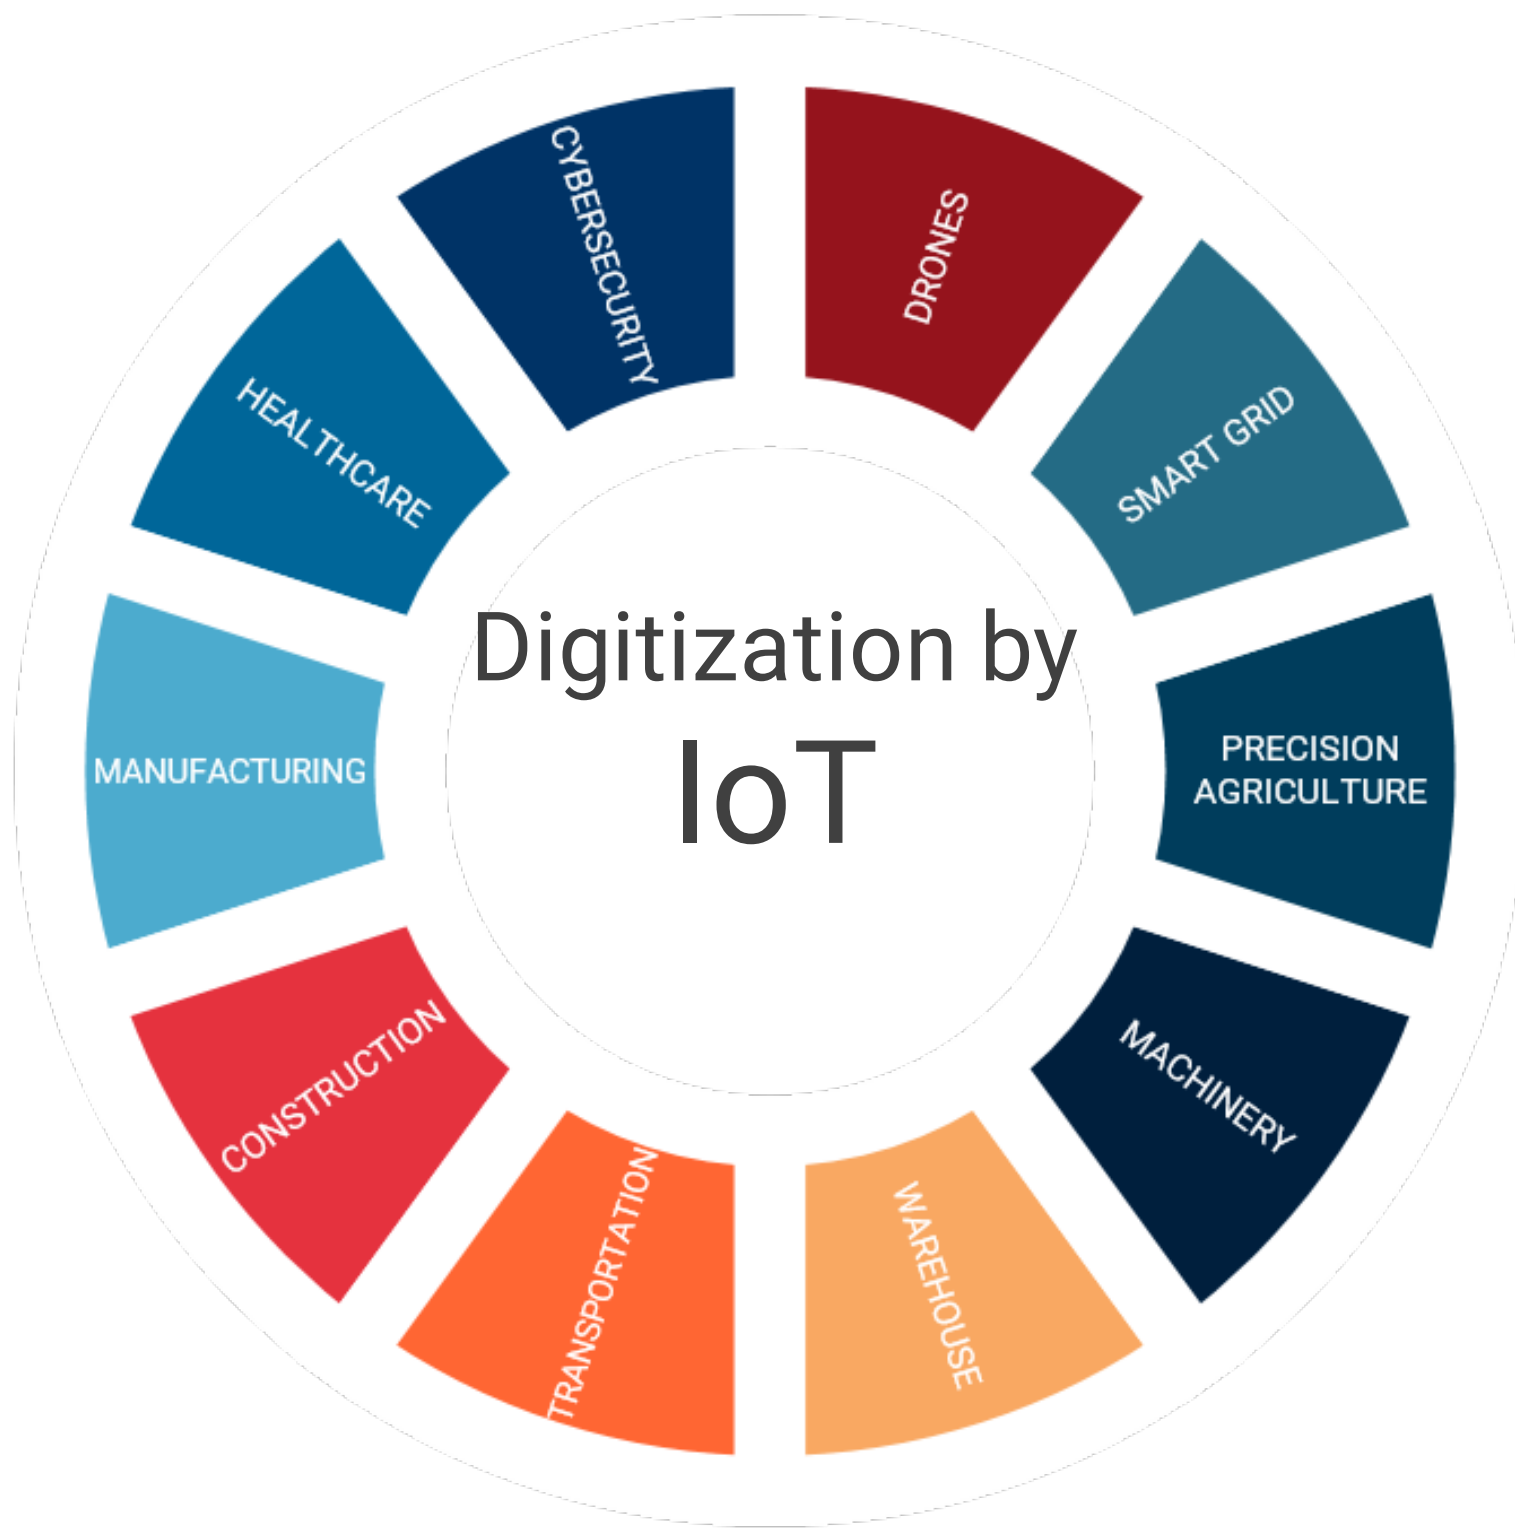 Digitization by
IoT
DRONES
SMART GRID
PRECISION
AGRICULTURE
MACHINERY
WAREHOUSE
TRANSPORTATION
CONSTRUCTION
MANUFACTURING
HEALTHCARE
CYBERSECURITY